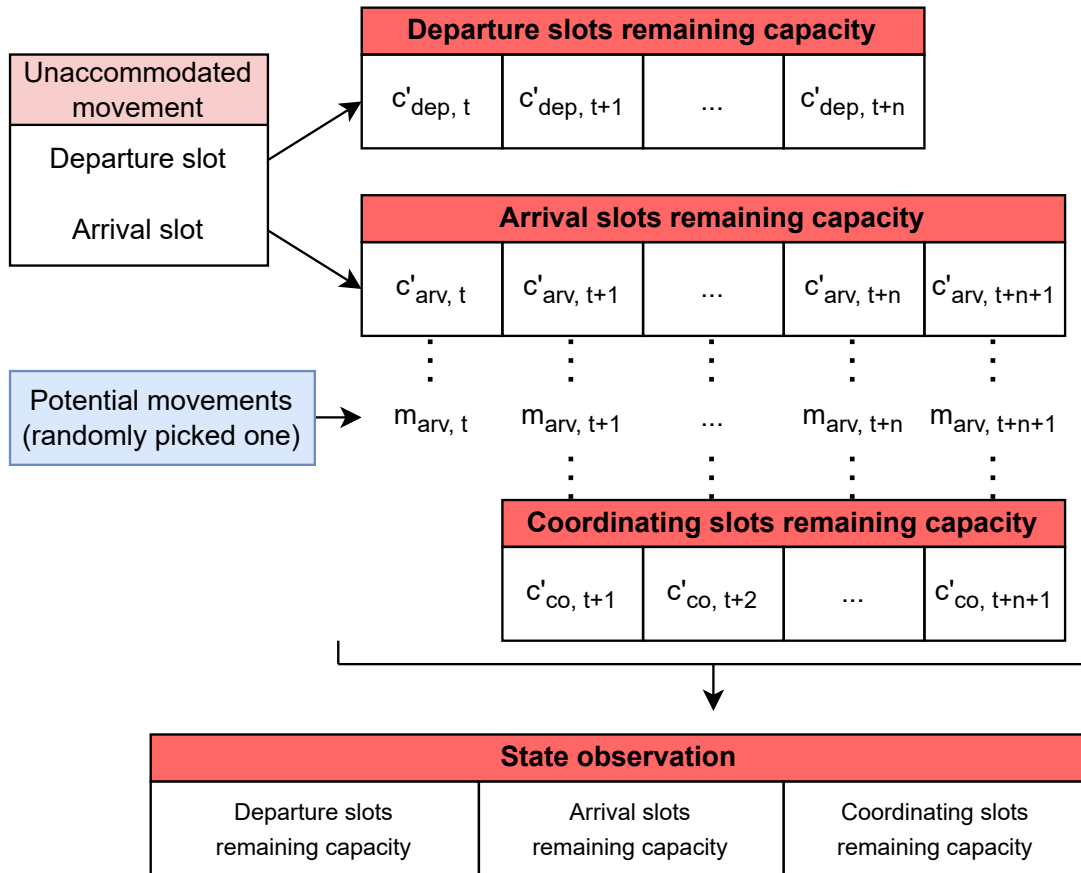 Departure slots remaining capacity
Unaccommodated
movement
c'dep, t c'dep, t+1 ... c'dep, t+n
Departure slot
Arrival slot
Arrival slots remaining capacity
c'arv, t c'arv, t+1 ... c'arv, t+n c'arv, t+n+1
Potential movements
(randomly picked one)
marv, t marv, t+1 ... marv, t+n marv, t+n+1
Coordinating slots remaining capacity
c'co, t+1 c'co, t+2 ... c'co, t+n+1
State observation
Departure slots
remaining capacity
Arrival slots
remaining capacity
Coordinating slots
remaining capacity